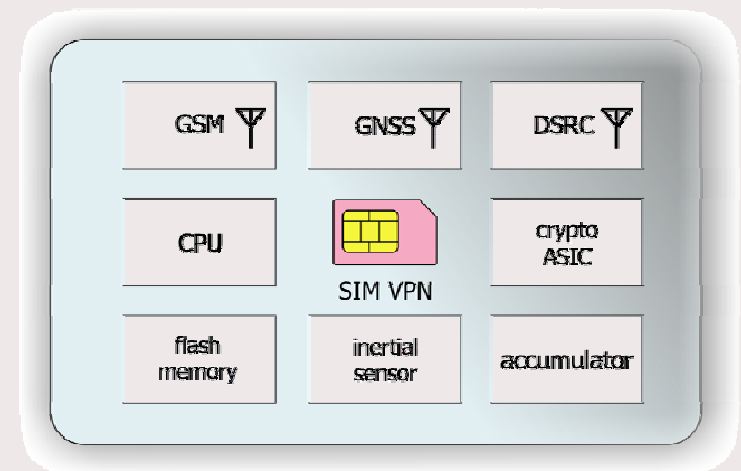 GSM
GNSS
DSRC
CPU
SIM VPN
crypto
ASIC
flash
memory
inertial
sensor
accumulator